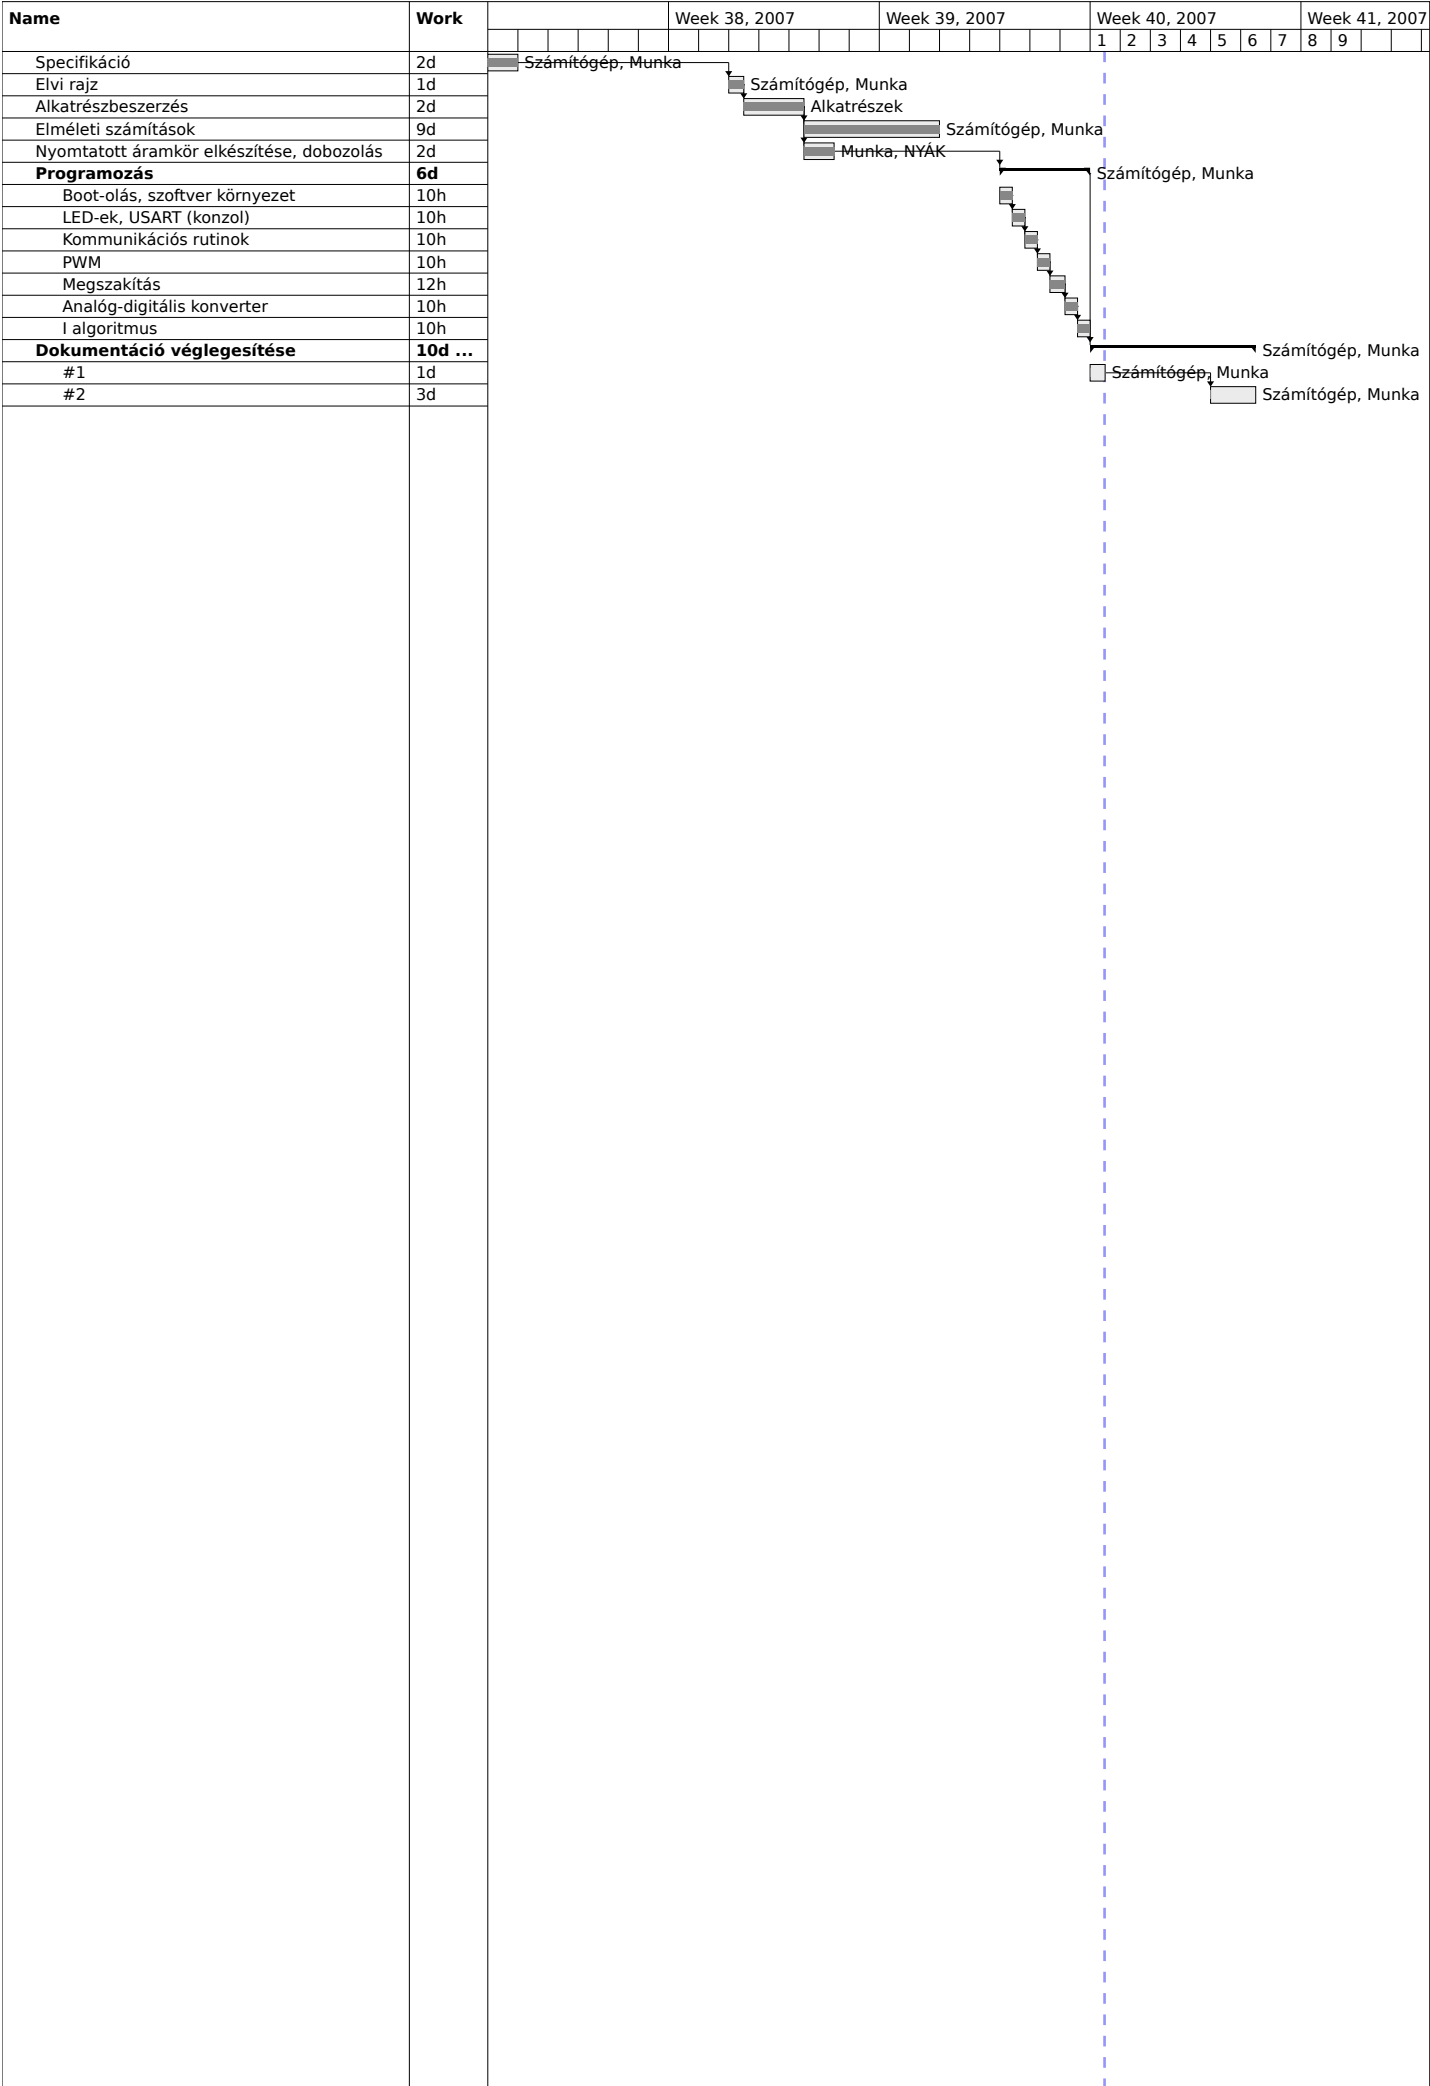 Name Work Week 38, 2007 Week 39, 2007 Week 40, 2007 Week 41, 2007
1 2 3 4 5 6 7 8 9
Specifikáció 2d Számítógép, Munka
Elvi rajz 1d Számítógép, Munka
Alkatrészbeszerzés 2d Alkatrészek
Elméleti számítások 9d Számítógép, Munka
Nyomtatott áramkör elkészítése, dobozolás 2d Munka, NYÁK
Programozás 6d Számítógép, Munka
Boot-olás, szoftver környezet 10h
LED-ek, USART (konzol) 10h
Kommunikációs rutinok 10h
PWM 10h
Megszakítás 12h
Analóg-digitális konverter 10h
I algoritmus 10h
Dokumentáció véglegesítése 10d ... Számítógép, Munka
#1 1d Számítógép, Munka
#2 3d Számítógép, Munka